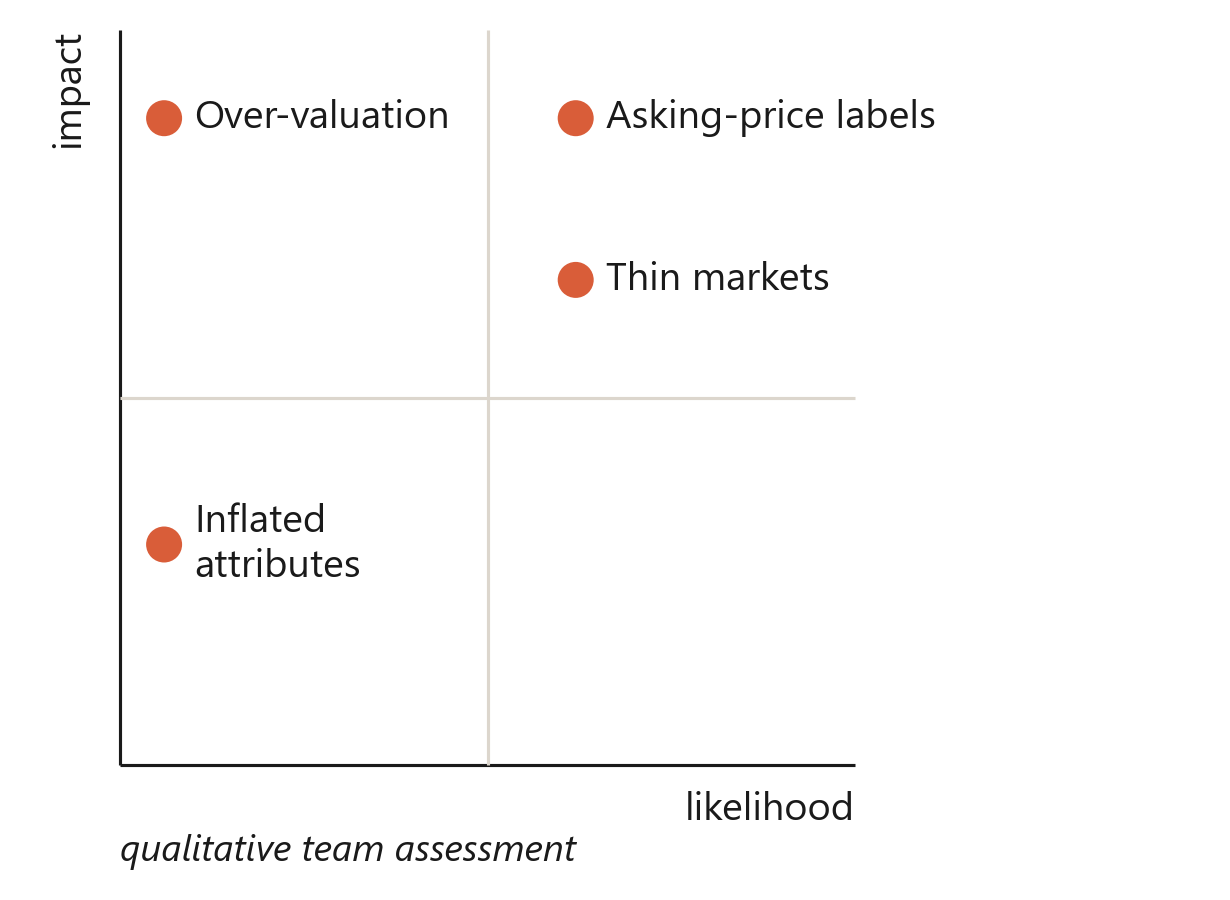 impact
Over-valuation
Asking-price labels
Thin markets
Inflated
attributes
likelihood
qualitative team assessment